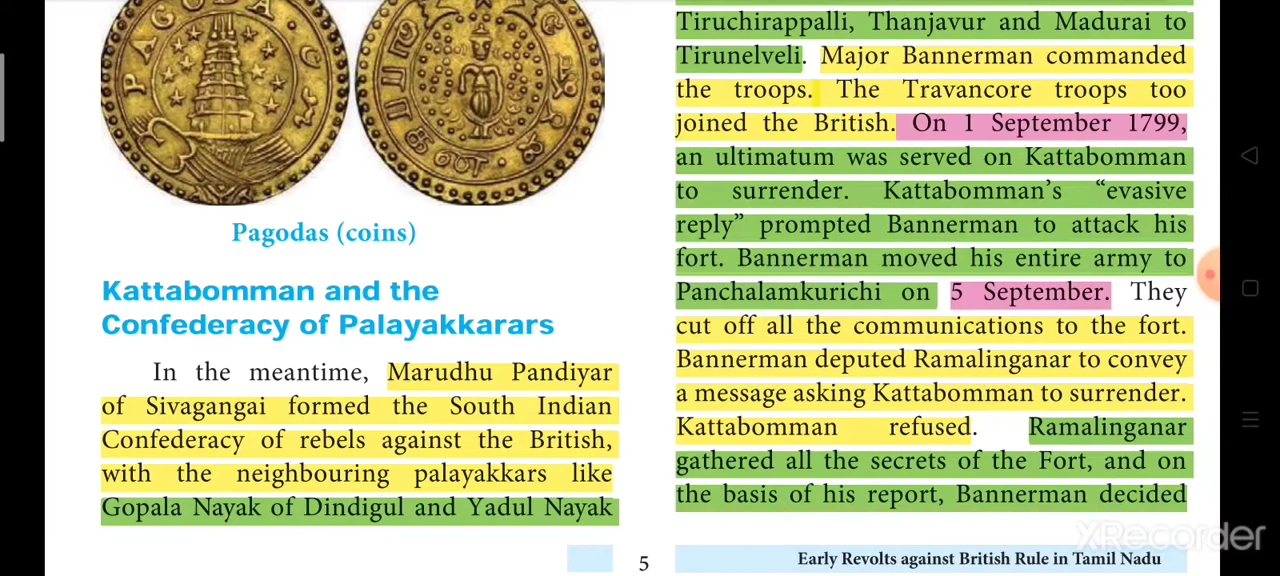 PAGODA
Pagodas (coins)
Kattabomman and the
Confederacy of Palayakkarars
In the meantime, Marudhu Pandiyar
of Sivagangai formed the South Indian
Confederacy of rebels against the British,
with the neighbouring palayakkars like
Gopala Nayak of Dindigul and Yadul Nayak
Tiruchirappalli, Thanjavur and Madurai to
Tirunelveli. Major Bannerman commanded
the troops. The Travancore troops too
joined the British. On 1 September 1799,
an ultimatum was served on Kattabomman
to surrender. Kattabomman’s “evasive
reply” prompted Bannerman to attack his
fort. Bannerman moved his entire army to
Panchalamkurichi on 5 September. They
cut off all the communications to the fort.
Bannerman deputed Ramalinganar to convey
a message asking Kattabomman to surrender.
Kattabomman refused. Ramalinganar
gathered all the secrets of the Fort, and on
the basis of his report, Bannerman decided
5
Early Revolts against British Rule in Tamil Nadu
XRecorder